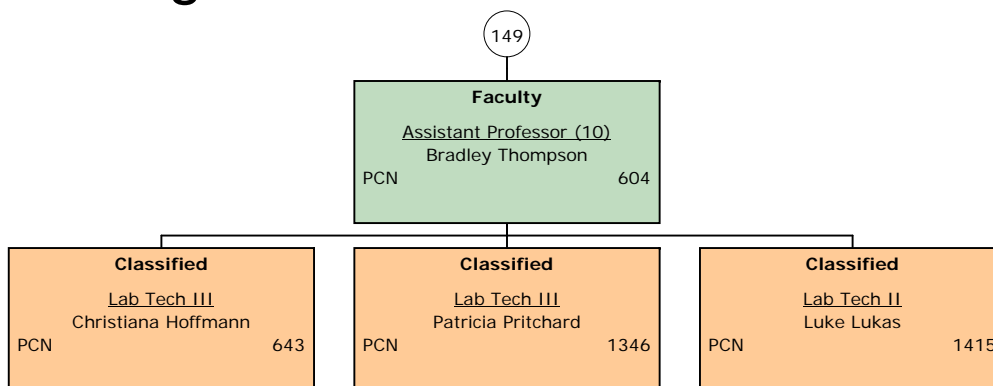 149
Faculty
Assistant Professor (10)
Bradley Thompson
PCN 604
Classified
Lab Tech III
Christiana Hoffmann
PCN 643
Classified
Lab Tech III
Patricia Pritchard
PCN 1346
Classified
Lab Tech II
Luke Lukas
PCN 1415